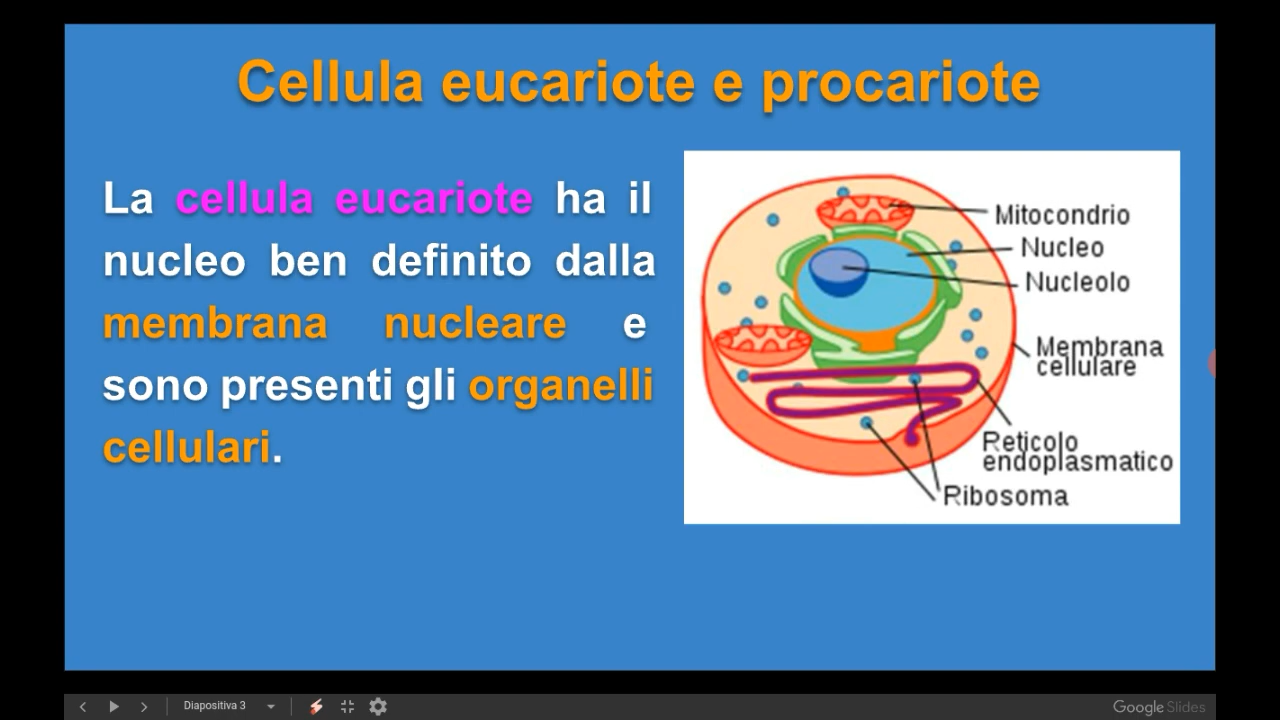 Cellula eucariote e procariote
La cellula eucariote ha il
nucleo ben definito dalla
membrana nucleare e
sono presenti gli organelli
cellulari.
Mitocondrio
Nucleo
Nucleolo
Membrana
cellulare
Reticolo
endoplasmatico
Ribosoma
Diapositiva 3
Google Slides